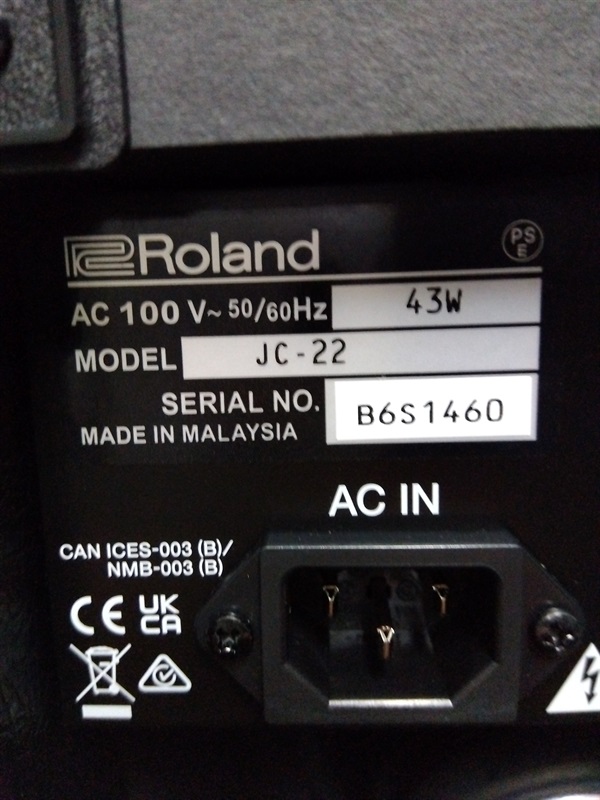 Roland
PS
E
AC 100 V~ 50/60Hz 43W
MODEL JC-22
SERIAL NO. B6S1460
MADE IN MALAYSIA
AC IN
CAN ICES-003 (B)/
NMB-003 (B)
CE UK
CA